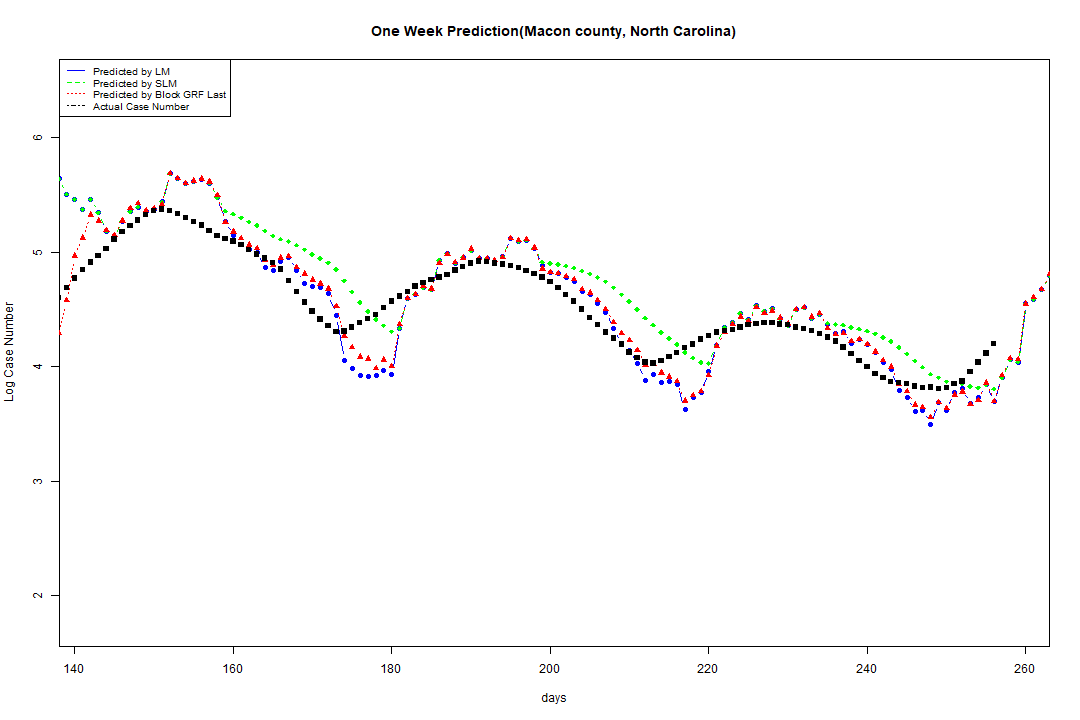 One Week Prediction(Macon county, North Carolina)
Predicted by LM
Predicted by SLM
Predicted by Block GRF Last
Actual Case Number
6
5
4
3
2
Log Case Number
140 160 180 200 220 240 260
days